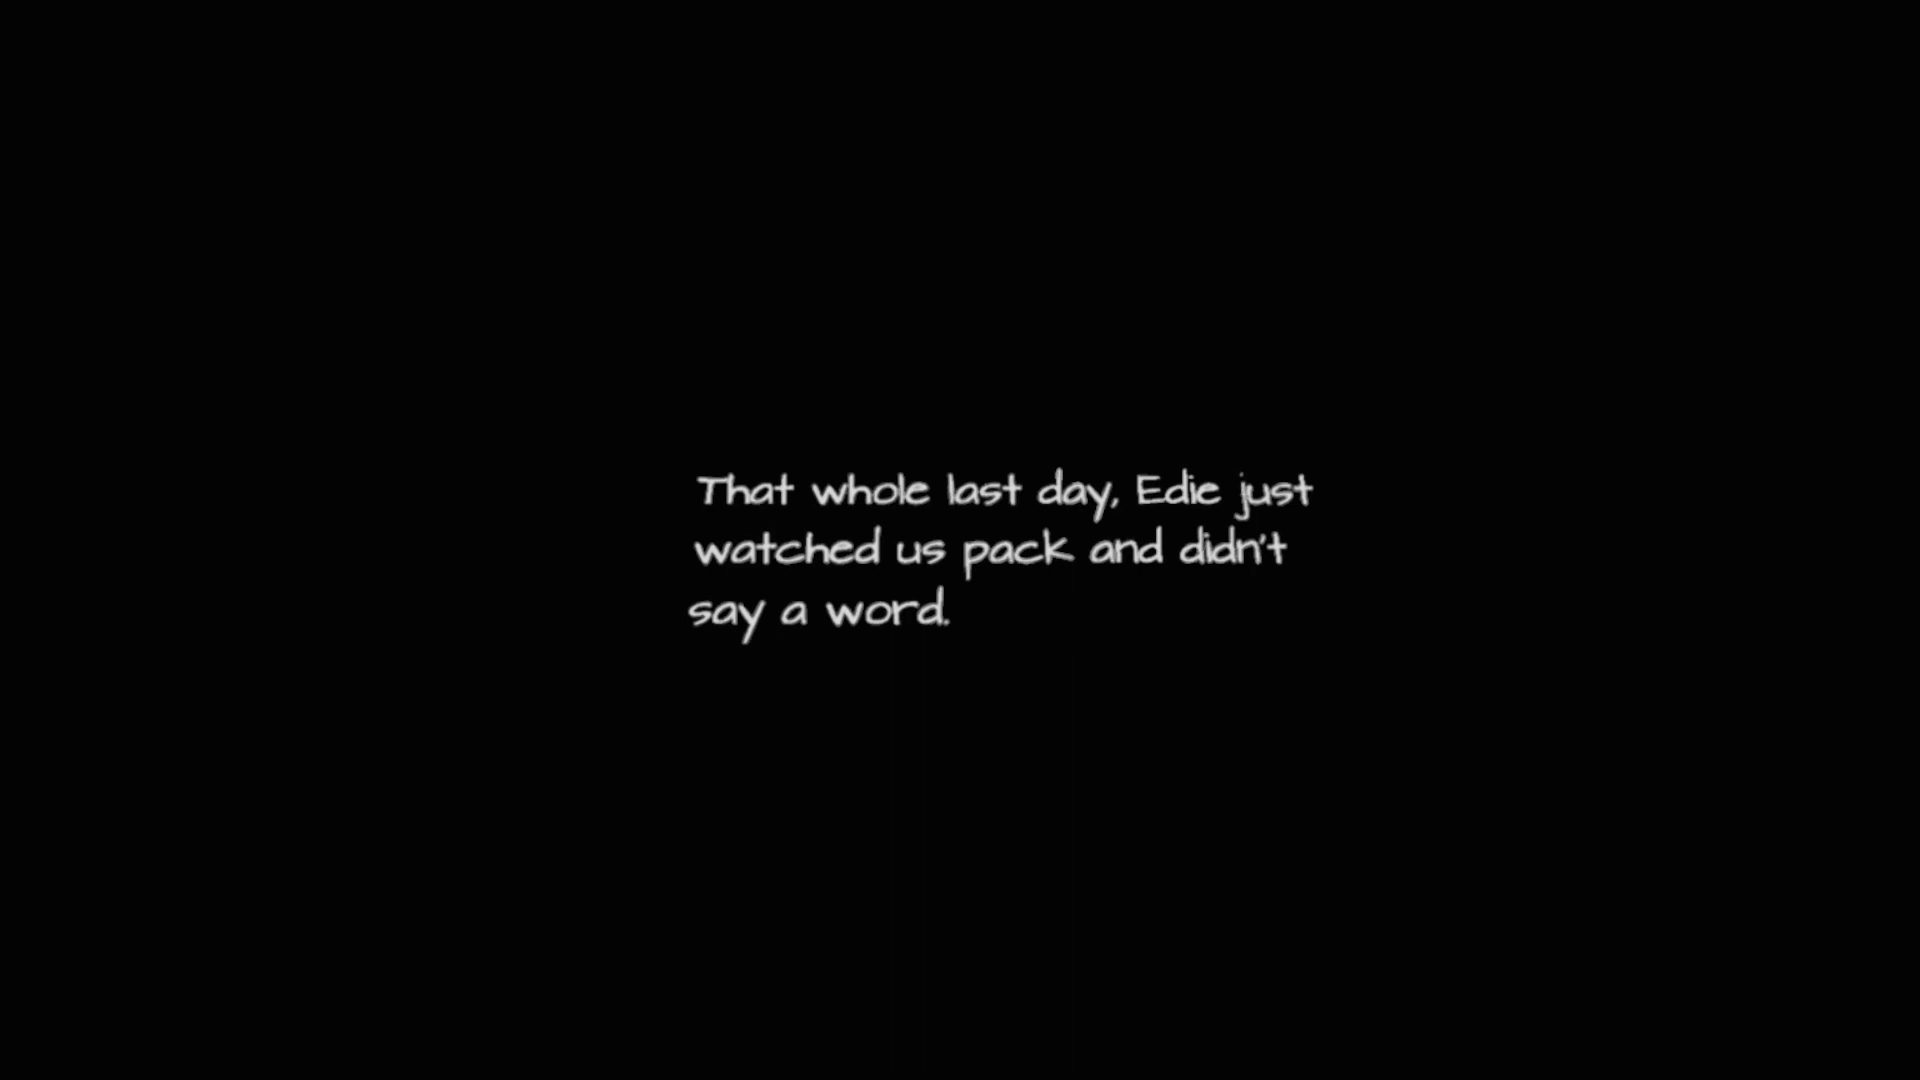 That whole last day, Edie just
watched us pack and didn't
say a word.